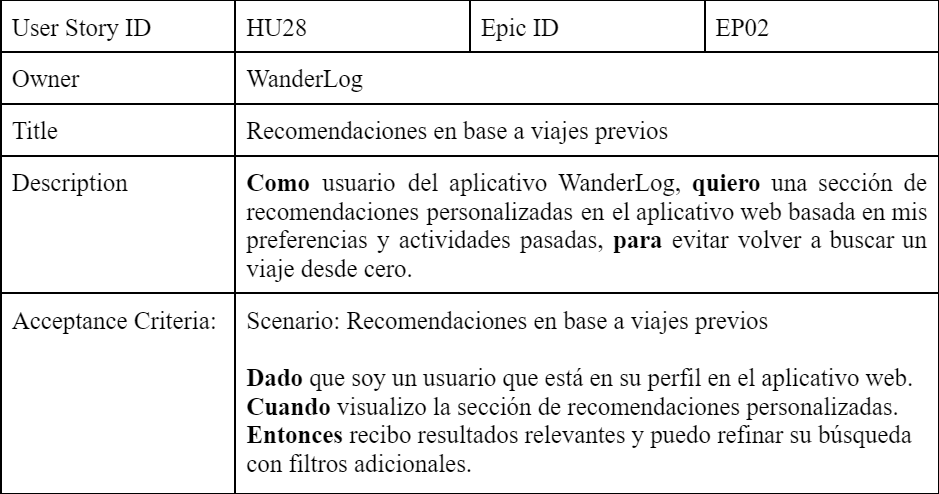 User Story ID HU28 Epic ID EP02
Owner WanderLog
Title Recomendaciones en base a viajes previos
Description Como usuario del aplicativo WanderLog, quiero una sección de
recomendaciones personalizadas en el aplicativo web basada en mis
preferencias y actividades pasadas, para evitar volver a buscar un
viaje desde cero.
Acceptance Criteria: Scenario: Recomendaciones en base a viajes previos
Dado que soy un usuario que está en su perfil en el aplicativo web.
Cuando visualizo la sección de recomendaciones personalizadas.
Entonces recibo resultados relevantes y puedo refinar su búsqueda
con filtros adicionales.